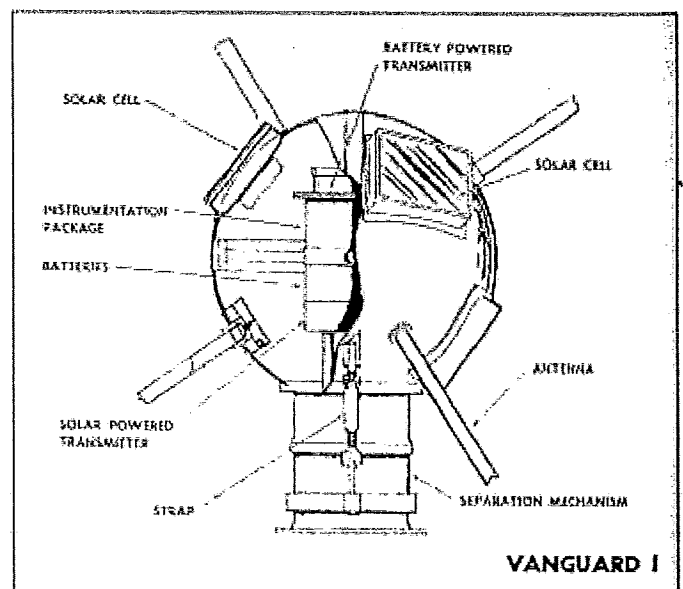 BATTERY POWERED
TRANSMITTER
SOLAR CELL
SOLAR CELL
INSTRUMENTATION
PACKAGE
BATTERIES
ANTENNA
SOLAR POWERED
TRANSMITTER
STRAP
SEPARATION MECHANISM
VANGUARD I